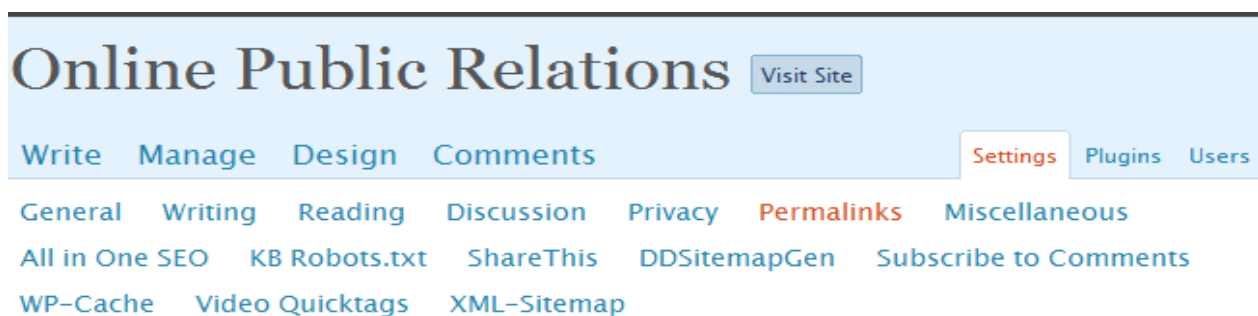 Online Public Relations Visit Site
Write Manage Design Comments Settings Plugins Users
General Writing Reading Discussion Privacy Permalinks Miscellaneous
All in One SEO KB Robots.txt ShareThis DDSitemapGen Subscribe to Comments
WP-Cache Video Quicktags XML-Sitemap